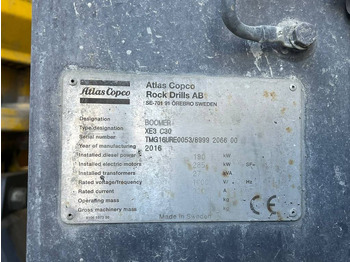 Atlas Copco
Atlas Copco
Rock Drills AB
SE-701 91 ÖREBRO SWEDEN
Designation BOOMER
Type designation XE3 C30
Serial number
Year of manufacturing 2016
Installed diesel power kW
Installed electric motors kW
Installed transformers kVA
Rated voltage/frequency Hz
Rated current A
Operating mass kg
Gross machinery mass kg
Made in Sweden
CE